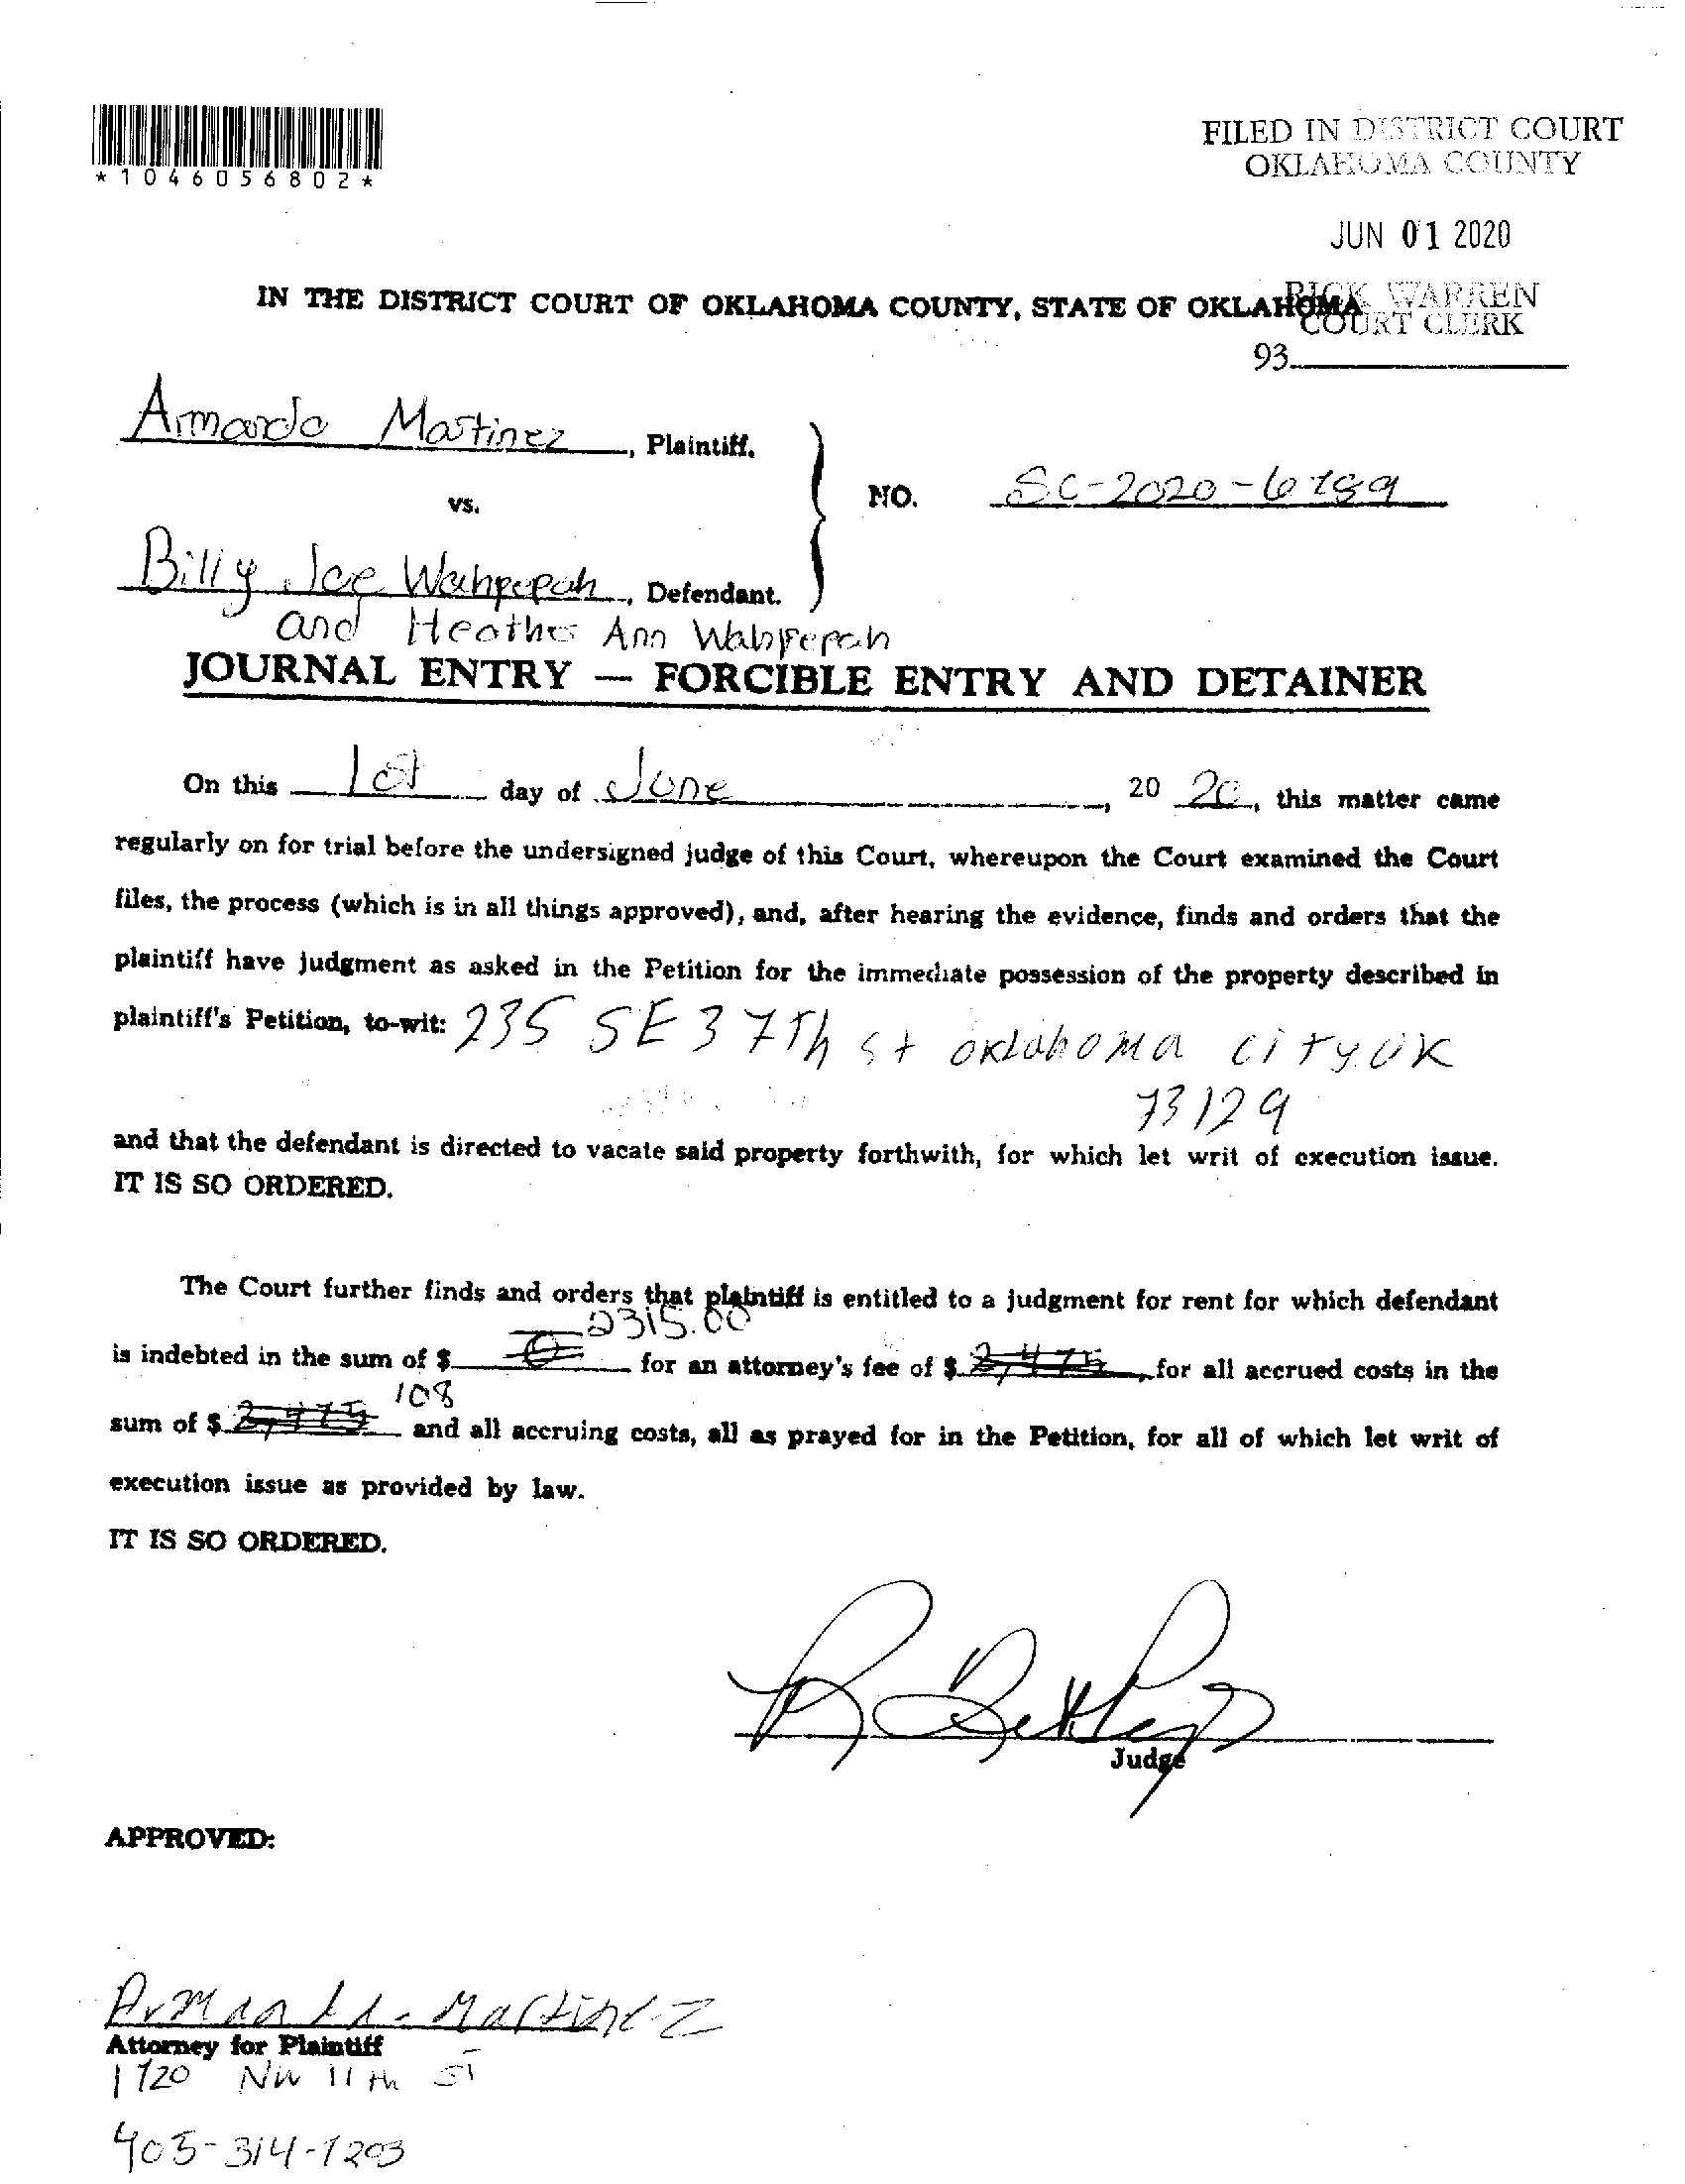 *1046056802*
FILED IN DISTRICT COURT
OKLAHOMA COUNTY
JUN 01 2020
RICK WARREN
COURT CLERK
IN THE DISTRICT COURT OF OKLAHOMA COUNTY, STATE OF OKLAHOMA
93
Armando Martinez, Plaintiff.
vs.
NO. SC-2020-6789
Billy Joe Wahpepah, Defendant.
and Heather Ann Wahpepah
JOURNAL ENTRY — FORCIBLE ENTRY AND DETAINER
On this 1st day of June, 20 20, this matter came
regularly on for trial before the undersigned judge of this Court, whereupon the Court examined the Court
files, the process (which is in all things approved), and, after hearing the evidence, finds and orders that the
plaintiff have judgment as asked in the Petition for the immediate possession of the property described in
plaintiff's Petition, to-wit: 235 SE 37Th st oklahoma city OK
73129
and that the defendant is directed to vacate said property forthwith, for which let writ of execution issue.
IT IS SO ORDERED.
The Court further finds and orders that plaintiff is entitled to a judgment for rent for which defendant
2315.00
is indebted in the sum of $ 0 for an attorney's fee of $ 2,475, for all accrued costs in the
108
sum of $ 2,475 and all accruing costs, all as prayed for in the Petition, for all of which let writ of
execution issue as provided by law.
IT IS SO ORDERED.
Judge
APPROVED:
Armando Martinez
Attorney for Plaintiff
1720 NW 11th ST
405-314-7203